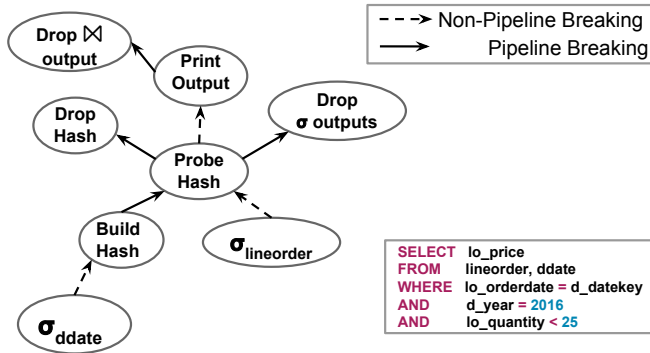 Drop ⋈
output
Print
Output
Non-Pipeline Breaking
Pipeline Breaking
Drop
Hash
Drop
σ outputs
Probe
Hash
Build
Hash
σlineorder
σddate
SELECT lo_price
FROM lineorder, ddate
WHERE lo_orderdate = d_datekey
AND d_year = 2016
AND lo_quantity < 25